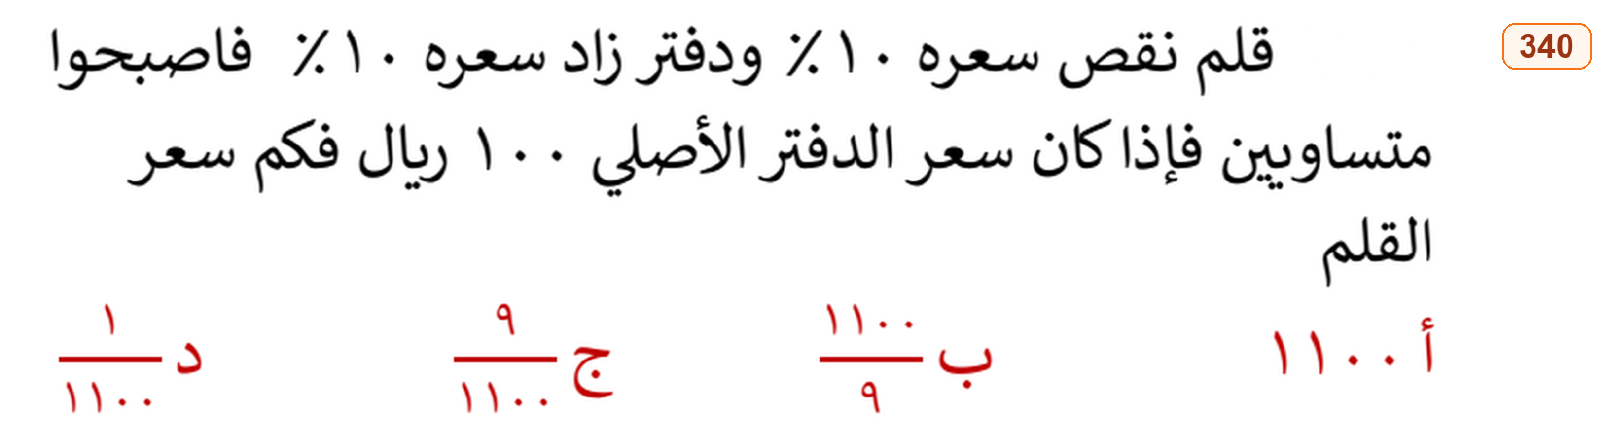 340
قلم نقص سعره ١٠٪ ودفتر زاد سعره ١٠٪ فاصبحوا
متساويين فإذا كان سعر الدفتر الأصلي ١٠٠ ريال فكم سعر
القلم
أ ١١٠٠
ب ١١٠٠/٩
ج ٩/١١٠٠
د ١/١١٠٠